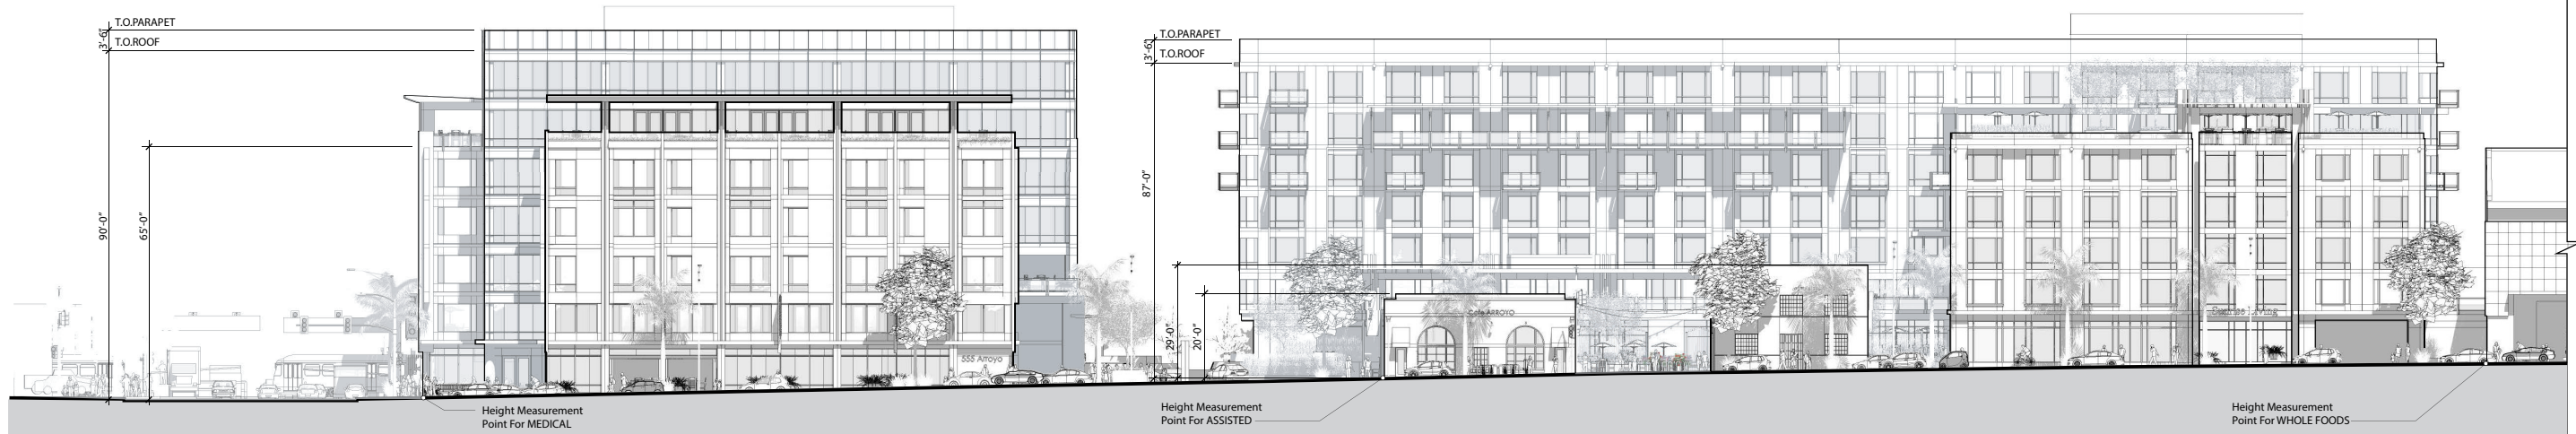 T.O.PARAPET
T.O.ROOF
3'-6"
90'-0"
65'-0"
555 Arroyo
Height Measurement
Point For MEDICAL
T.O.PARAPET
T.O.ROOF
3'-6"
87'-0"
29'-0"
20'-0"
Cafe ARROYO
Height Measurement
Point For ASSISTED
Height Measurement
Point For WHOLE FOODS